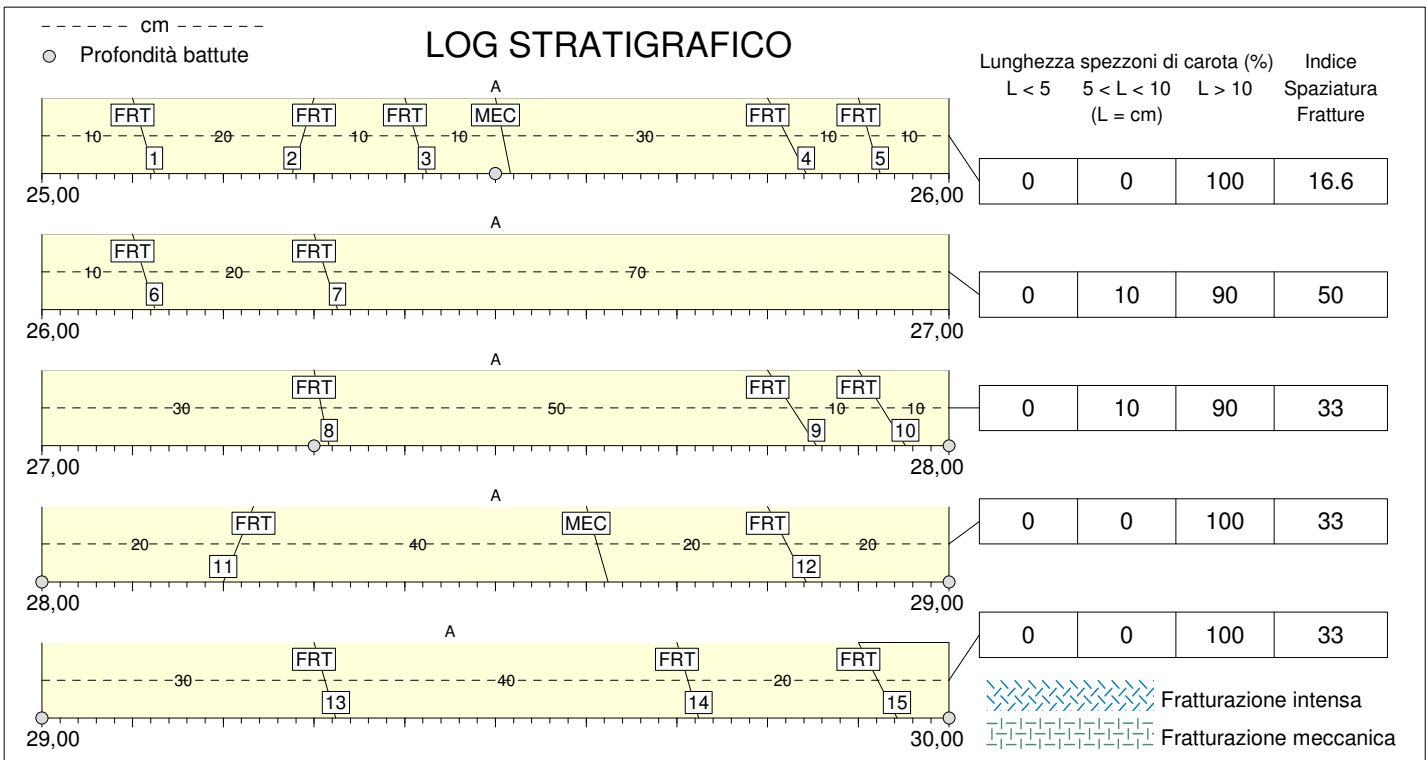 cm
Profondità battute
LOG STRATIGRAFICO
Lunghezza spezzoni di carota (%)
L < 5 5 < L < 10 L > 10
(L = cm)
Indice
Spaziatura
Fratture
A
FRT FRT FRT MEC FRT FRT
10 20 10 10 30 10 10
1 2 3 4 5
25,00 26,00
0 0 100 16.6
A
FRT FRT
10 20 70
6 7
26,00 27,00
0 10 90 50
A
FRT FRT FRT
30 50 10 10
8 9 10
27,00 28,00
0 10 90 33
A
FRT MEC FRT
20 40 20 20
11 12
28,00 29,00
0 0 100 33
A
FRT FRT FRT
30 40 20
13 14 15
29,00 30,00
0 0 100 33
Fratturazione intensa
Fratturazione meccanica